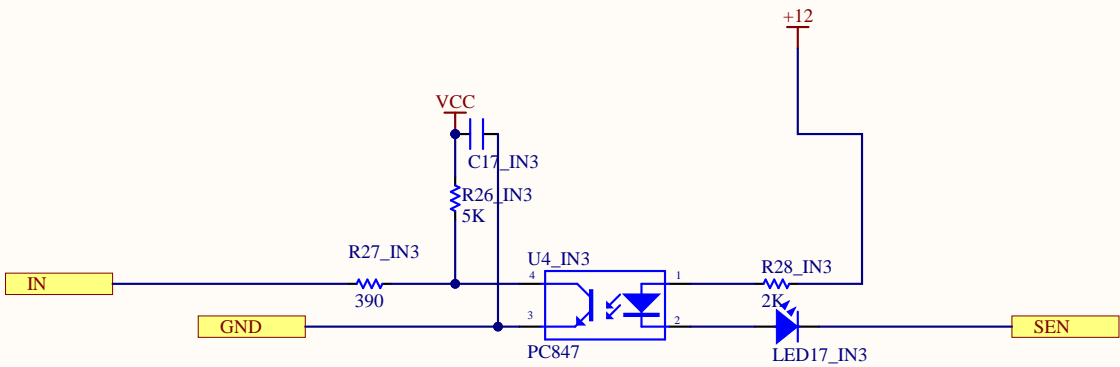 +12
VCC
C17_IN3
R26_IN3
5K
R27_IN3
U4_IN3
R28_IN3
IN
390
4
1
2K
GND
3
2
SEN
PC847
LED17_IN3